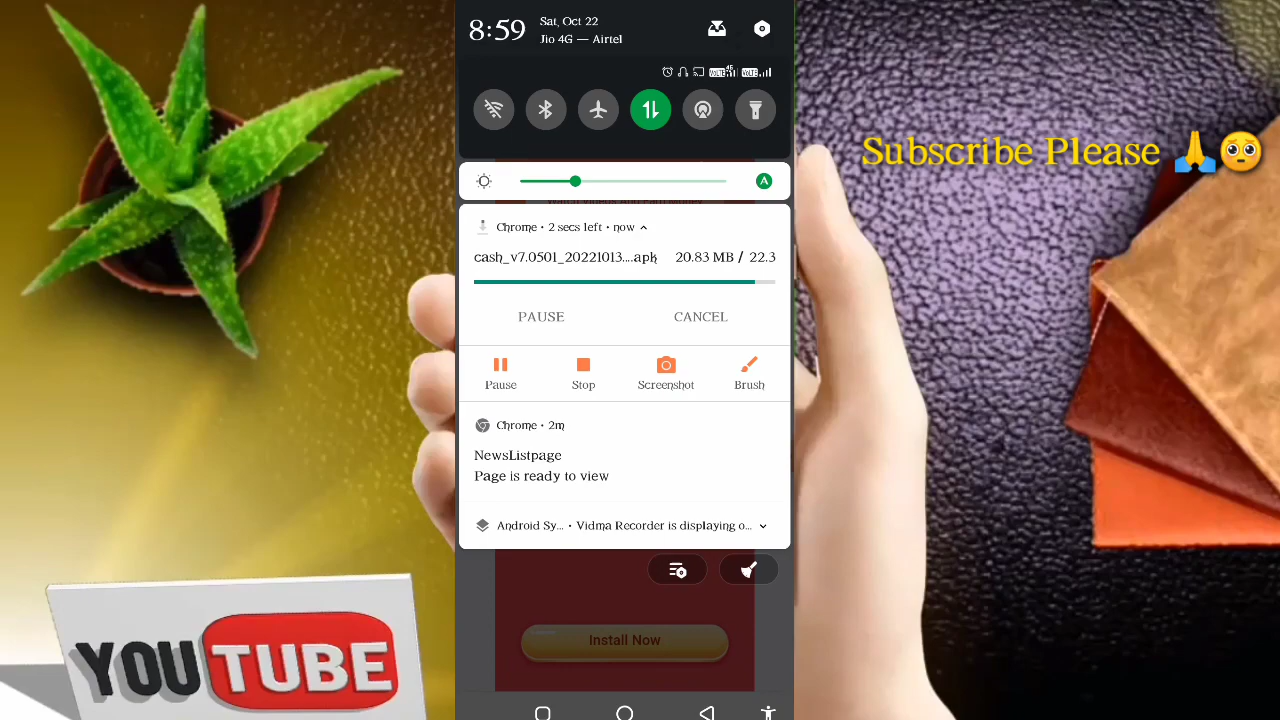 8:59
Sat, Oct 22
Jio 4G — Airtel
Subscribe Please 🙏🥺
A
Chrome • 2 secs left • now
cash_v7.0501_20221013....apk 20.83 MB / 22.3
PAUSE CANCEL
Pause Stop Screenshot Brush
Chrome • 2m
NewsListpage
Page is ready to view
Android Sy... • Vidma Recorder is displaying o...
Install Now
YOUTUBE